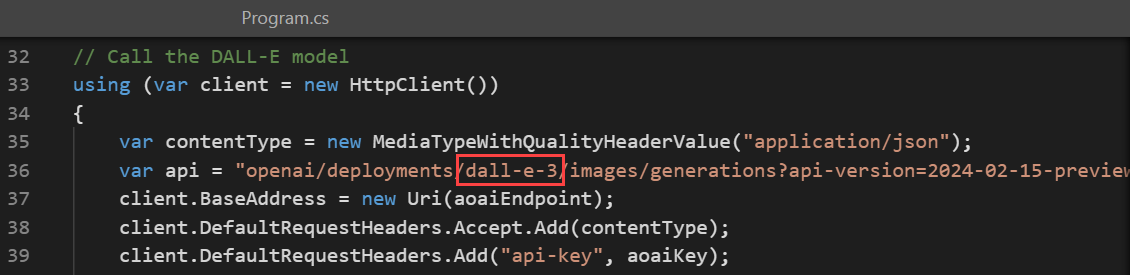 Program.cs
32 // Call the DALL-E model
33 using (var client = new HttpClient())
34 {
35 var contentType = new MediaTypeWithQualityHeaderValue("application/json");
36 var api = "openai/deployments/dall-e-3/images/generations?api-version=2024-02-15-preview
37 client.BaseAddress = new Uri(aoaiEndpoint);
38 client.DefaultRequestHeaders.Accept.Add(contentType);
39 client.DefaultRequestHeaders.Add("api-key", aoaiKey);